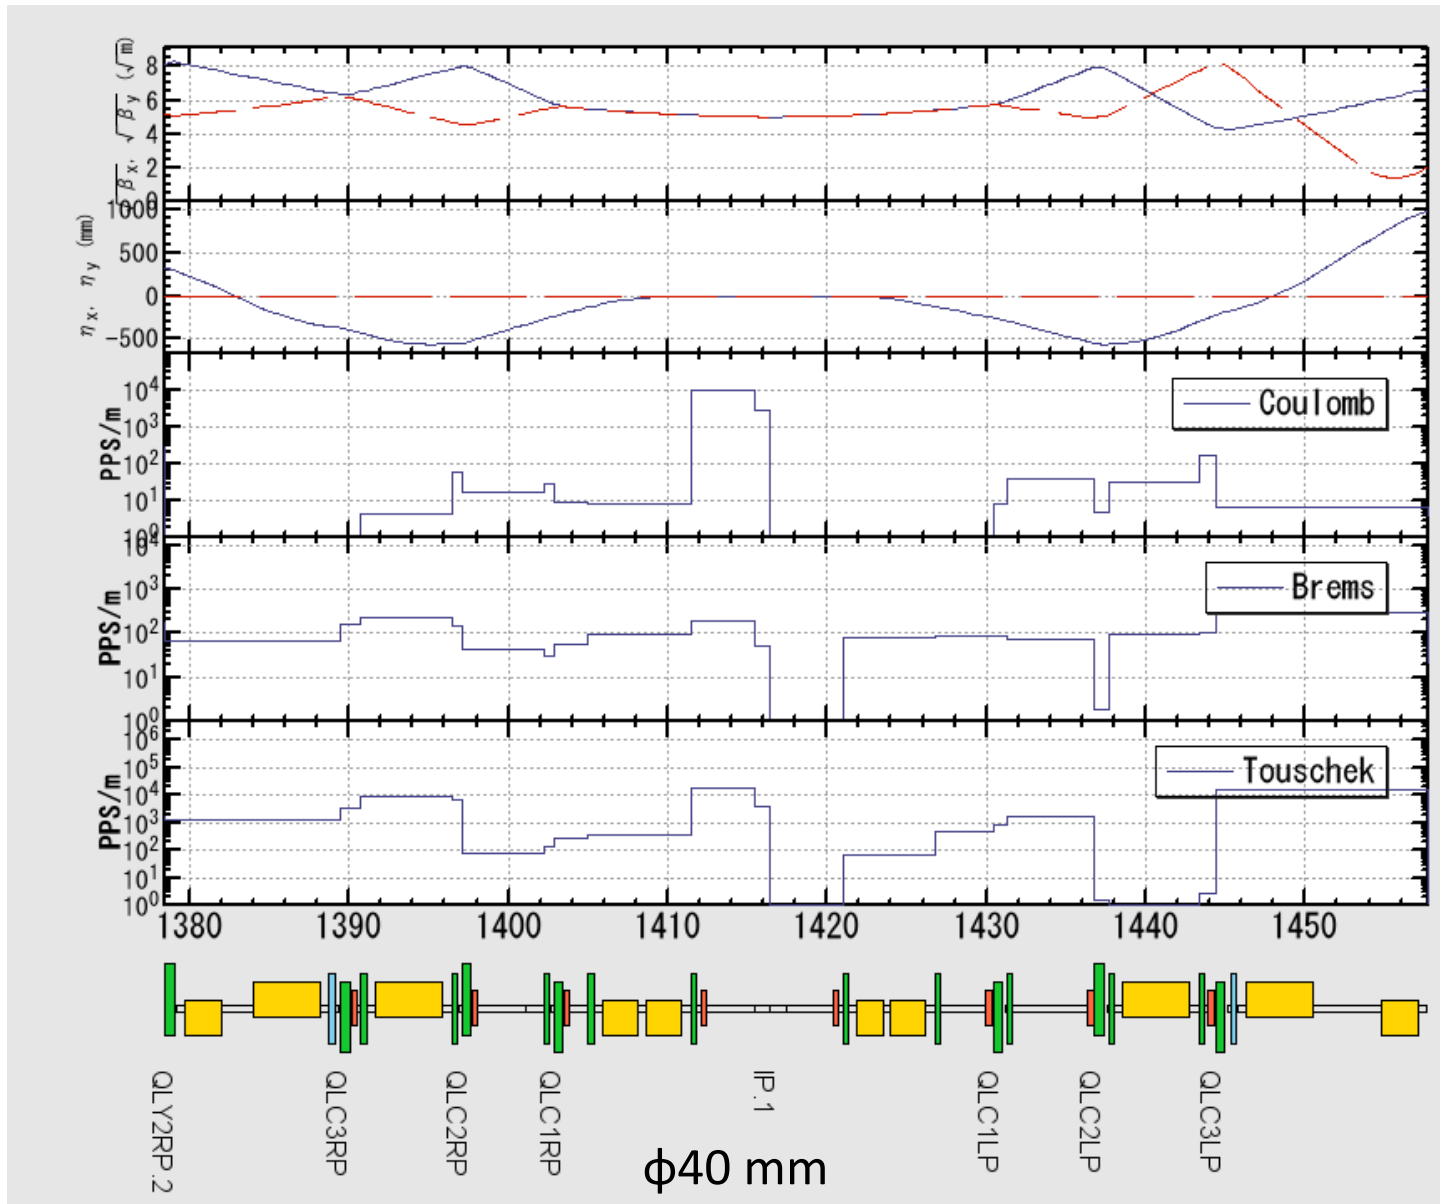 √βx, √βy (√m)
8
6
4
2
0
ηx, ηy (mm)
1000
500
0
-500
PPS/m
10⁴
10³
10²
10¹
10⁰
Coulomb
PPS/m
10⁴
10³
10²
10¹
10⁰
Brems
PPS/m
10⁶
10⁵
10⁴
10³
10²
10¹
10⁰
Touschek
1380 1390 1400 1410 1420 1430 1440 1450
QLY2RP.2
QLC3RP
QLC2RP
QLC1RP
IP.1
QLC1LP
QLC2LP
QLC3LP
ϕ40 mm